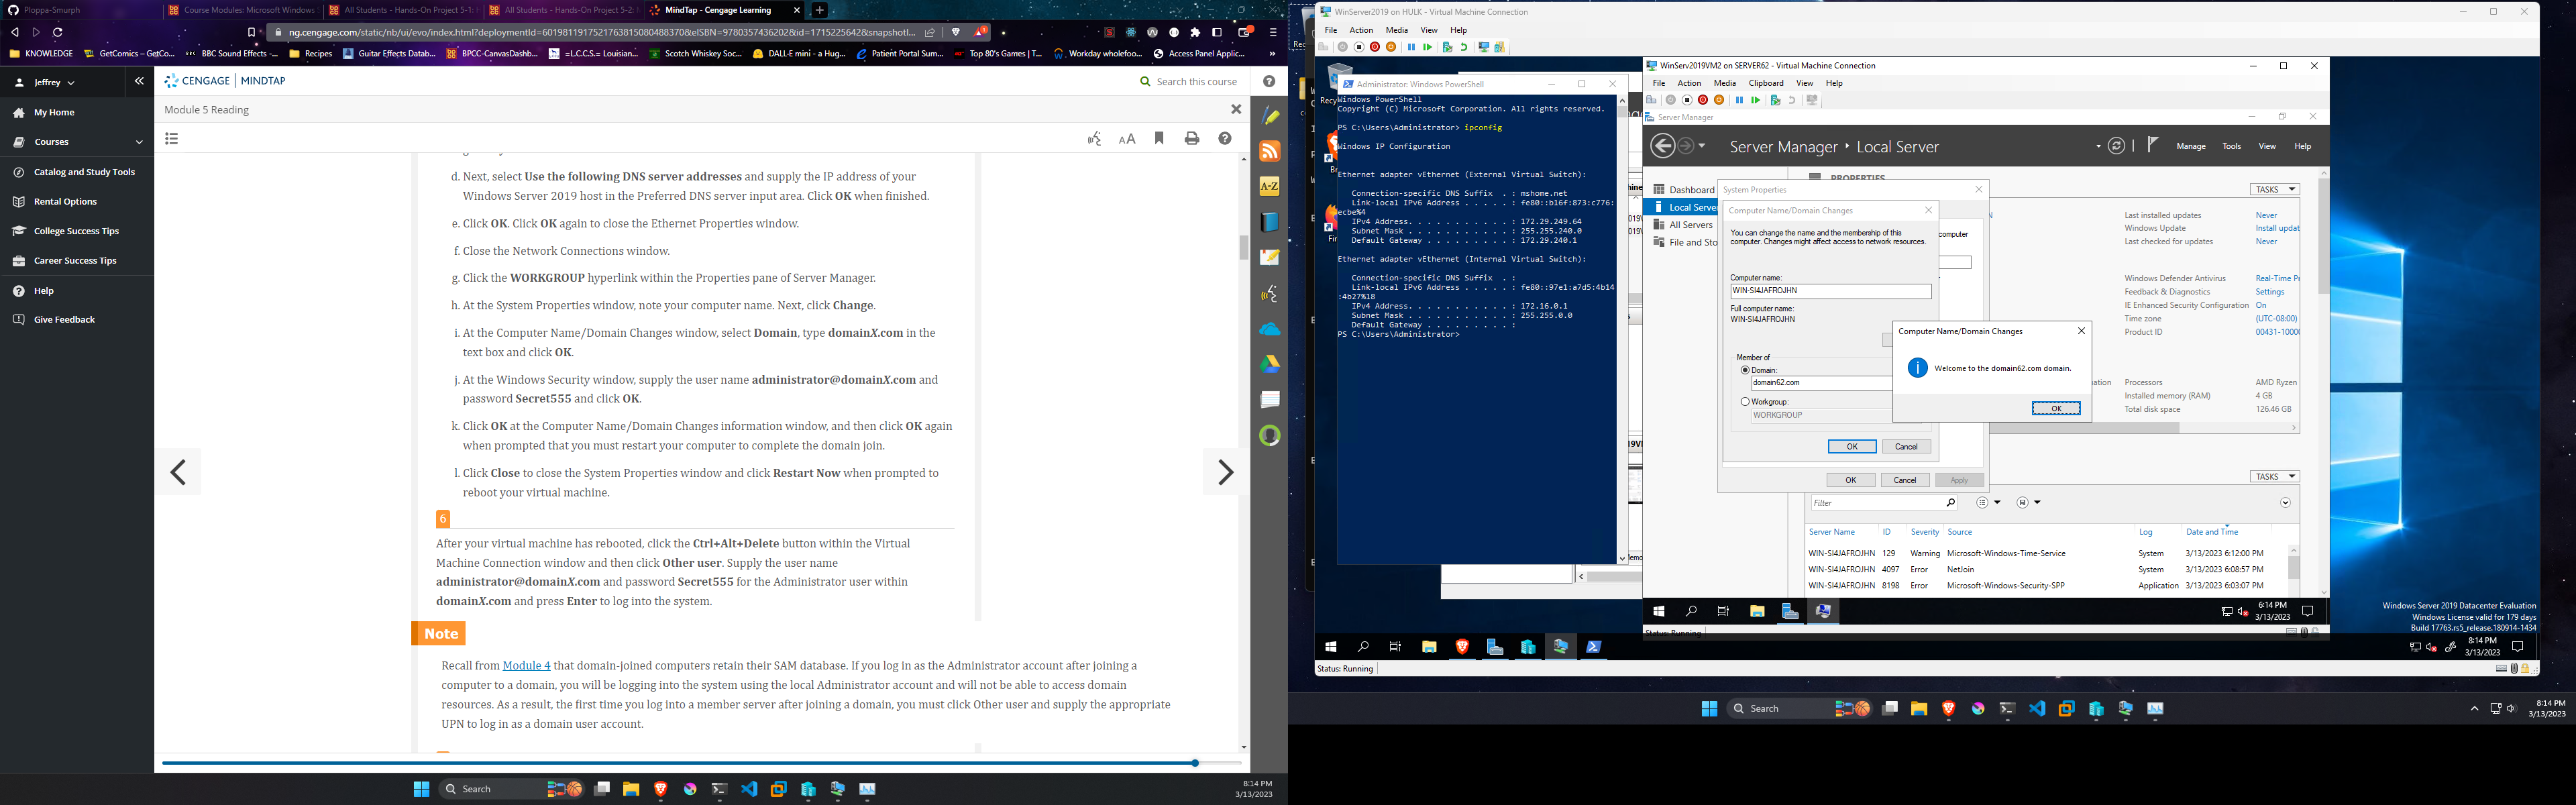 Ploppa-Smurph
Course Modules: Microsoft Windows
All Students - Hands-On Project 5-1:
All Students - Hands-On Project 5-2:
MindTap - Cengage Learning
ng.cengage.com/static/nb/ui/evo/index.html?deploymentId=60198119175217638150804883708&eISBN=9780357436202&id=1715225642&snapshotI...
KNOWLEDGE
GetComics – GetCo...
BBC Sound Effects -...
Recipes
Guitar Effects Datab...
BPCC-CanvasDashb...
=L.C.C.S.= Louisian...
Scotch Whiskey Soc...
DALL·E mini - a Hug...
Patient Portal Sum...
Top 80's Games | T...
Workday wholefoo...
Access Panel Applic...
Jeffrey
CENGAGE | MINDTAP
Search this course
My Home
Courses
Catalog and Study Tools
Rental Options
College Success Tips
Career Success Tips
Help
Give Feedback
Module 5 Reading
AA
A-Z
d. Next, select Use the following DNS server addresses and supply the IP address of your
Windows Server 2019 host in the Preferred DNS server input area. Click OK when finished.
e. Click OK. Click OK again to close the Ethernet Properties window.
f. Close the Network Connections window.
g. Click the WORKGROUP hyperlink within the Properties pane of Server Manager.
h. At the System Properties window, note your computer name. Next, click Change.
i. At the Computer Name/Domain Changes window, select Domain, type domainX.com in the
text box and click OK.
j. At the Windows Security window, supply the user name administrator@domainX.com and
password Secret555 and click OK.
k. Click OK at the Computer Name/Domain Changes information window, and then click OK again
when prompted that you must restart your computer to complete the domain join.
l. Click Close to close the System Properties window and click Restart Now when prompted to
reboot your virtual machine.
6
After your virtual machine has rebooted, click the Ctrl+Alt+Delete button within the Virtual
Machine Connection window and then click Other user. Supply the user name
administrator@domainX.com and password Secret555 for the Administrator user within
domainX.com and press Enter to log into the system.
Note
Recall from Module 4 that domain-joined computers retain their SAM database. If you log in as the Administrator account after joining a
computer to a domain, you will be logging into the system using the local Administrator account and will not be able to access domain
resources. As a result, the first time you log into a member server after joining a domain, you must click Other user and supply the appropriate
UPN to log in as a domain user account.
Search
8:14 PM
3/13/2023
WinServer2019 on HULK - Virtual Machine Connection
File Action Media View Help
Administrator: Windows PowerShell
Windows PowerShell
Copyright (C) Microsoft Corporation. All rights reserved.
PS C:\Users\Administrator> ipconfig
Windows IP Configuration
Ethernet adapter vEthernet (External Virtual Switch):
Connection-specific DNS Suffix . : mshome.net
Link-local IPv6 Address . . . . . : fe80::b16f:873:c776:
ecbe%4
IPv4 Address. . . . . . . . . . . : 172.29.249.64
Subnet Mask . . . . . . . . . . . : 255.255.240.0
Default Gateway . . . . . . . . . : 172.29.240.1
Ethernet adapter vEthernet (Internal Virtual Switch):
Connection-specific DNS Suffix . :
Link-local IPv6 Address . . . . . : fe80::97e1:a7d5:4b14
:4b27%18
IPv4 Address. . . . . . . . . . . : 172.16.0.1
Subnet Mask . . . . . . . . . . . : 255.255.0.0
Default Gateway . . . . . . . . . :
PS C:\Users\Administrator>
WinServ2019VM2 on SERVER62 - Virtual Machine Connection
File Action Media Clipboard View Help
Server Manager
Server Manager · Local Server
Manage Tools View Help
Dashboard
Local Server
All Servers
File and Sto
PROPERTIES
TASKS
System Properties
Computer Name/Domain Changes
You can change the name and the membership of this
computer. Changes might affect access to network resources.
computer
Computer name:
WIN-SI4JAFROJHN
Full computer name:
WIN-SI4JAFROJHN
Member of
Domain:
domain62.com
Workgroup:
WORKGROUP
OK Cancel
OK Cancel Apply
Computer Name/Domain Changes
Welcome to the domain62.com domain.
OK
Last installed updates Never
Windows Update Install updat
Last checked for updates Never
Windows Defender Antivirus Real-Time Pr
Feedback & Diagnostics Settings
IE Enhanced Security Configuration On
Time zone (UTC-08:00)
Product ID 00431-1000
ation
Processors AMD Ryzen
Installed memory (RAM) 4 GB
Total disk space 126.46 GB
TASKS
Filter
Server Name ID Severity Source Log Date and Time
WIN-SI4JAFROJHN 129 Warning Microsoft-Windows-Time-Service System 3/13/2023 6:12:00 PM
WIN-SI4JAFROJHN 4097 Error NetJoin System 3/13/2023 6:08:57 PM
WIN-SI4JAFROJHN 8198 Error Microsoft-Windows-Security-SPP Application 3/13/2023 6:03:07 PM
6:14 PM
3/13/2023
Status: Running
Windows Server 2019 Datacenter Evaluation
Windows License valid for 179 days
Build 17763.rs5_release.180914-1434
8:14 PM
3/13/2023
Status: Running
Search
8:14 PM
3/13/2023